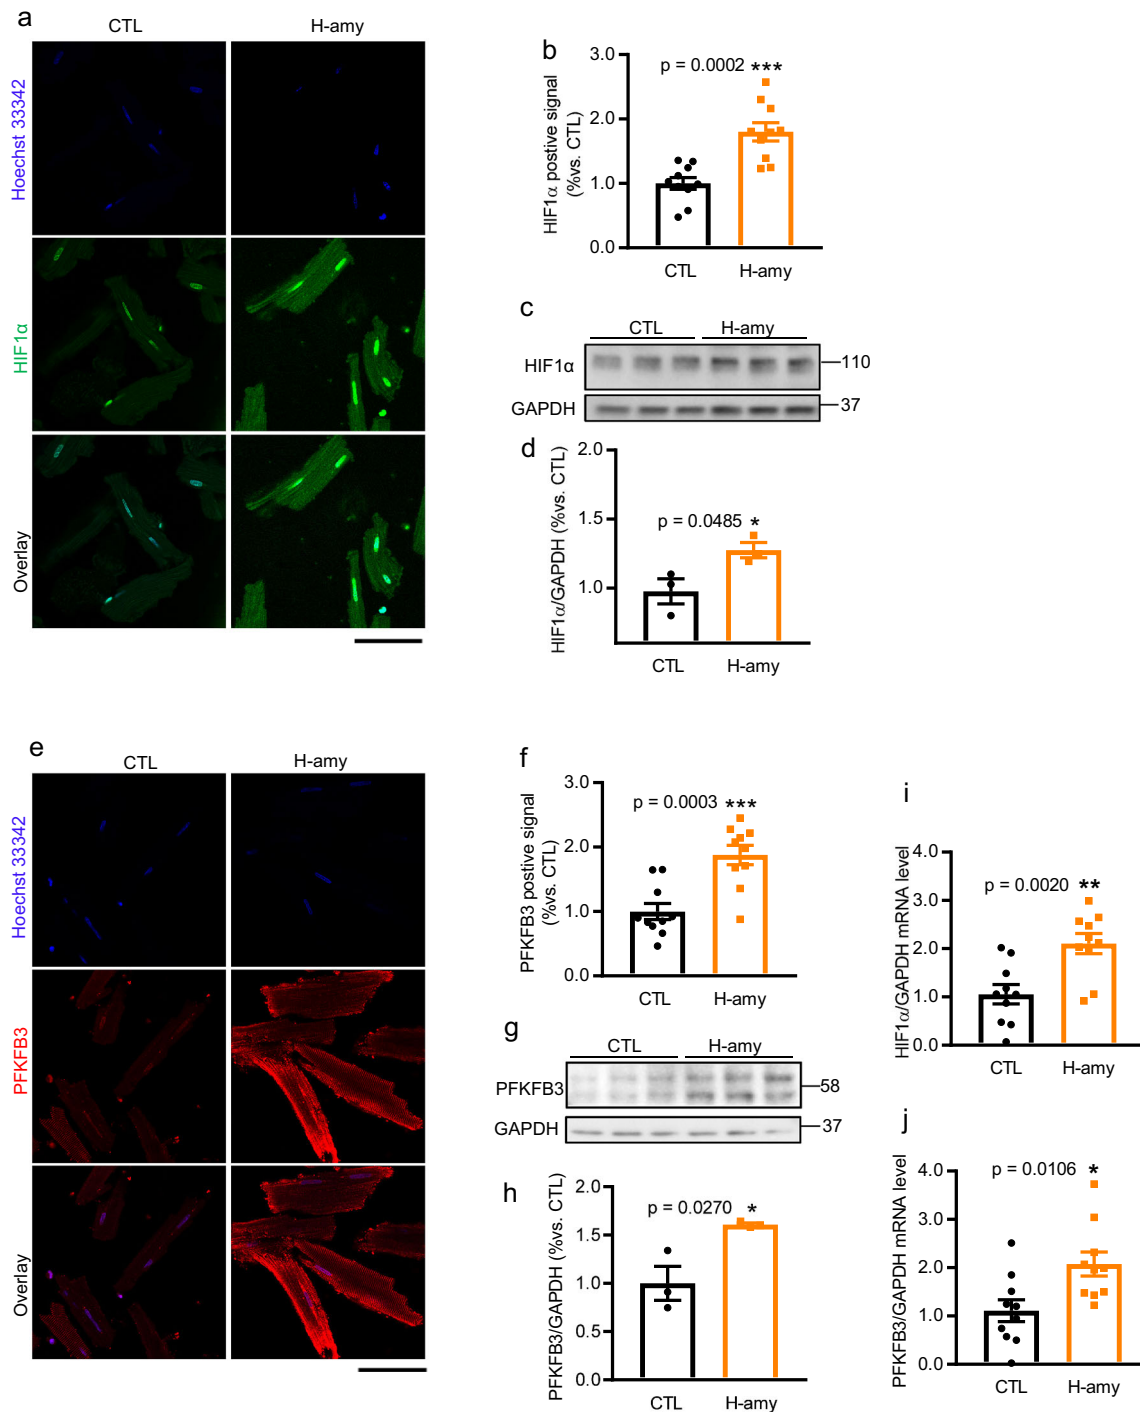 a
CTL
H-amy
Hoechst 33342
HIF1α
Overlay
b
HIF1α postive signal
(%vs. CTL)
3.0
2.0
1.0
0.0
p = 0.0002 ***
CTL
H-amy
c
CTL
H-amy
HIF1α
110
GAPDH
37
d
HIF1α/GAPDH (%vs. CTL)
2.0
1.5
1.0
p = 0.0485 *
CTL
H-amy
e
CTL
H-amy
Hoechst 33342
PFKFB3
Overlay
f
PFKFB3 postive signal
(%vs. CTL)
3.0
2.0
1.0
0.0
p = 0.0003 ***
CTL
H-amy
g
CTL
H-amy
PFKFB3
58
GAPDH
37
h
PFKFB3/GAPDH (%vs. CTL)
2.0
1.5
1.0
0.5
0.0
p = 0.0270 *
CTL
H-amy
i
HIF1α/GAPDH mRNA level
4.0
3.0
2.0
1.0
0.0
p = 0.0020 **
CTL
H-amy
j
PFKFB3/GAPDH mRNA level
4.0
3.0
2.0
1.0
0.0
p = 0.0106 *
CTL
H-amy